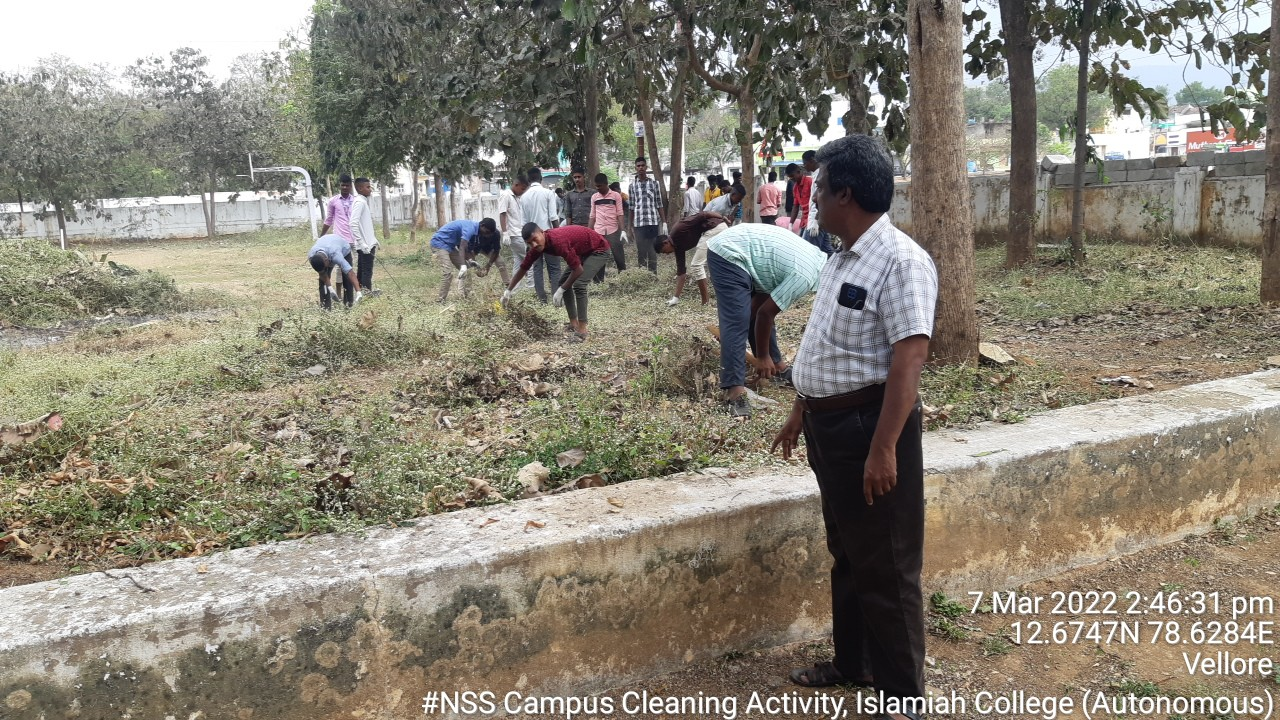 Muth
7 Mar 2022 2:46:31 pm
12.6747N 78.6284E
Vellore
#NSS Campus Cleaning Activity, Islamiah College (Autonomous)